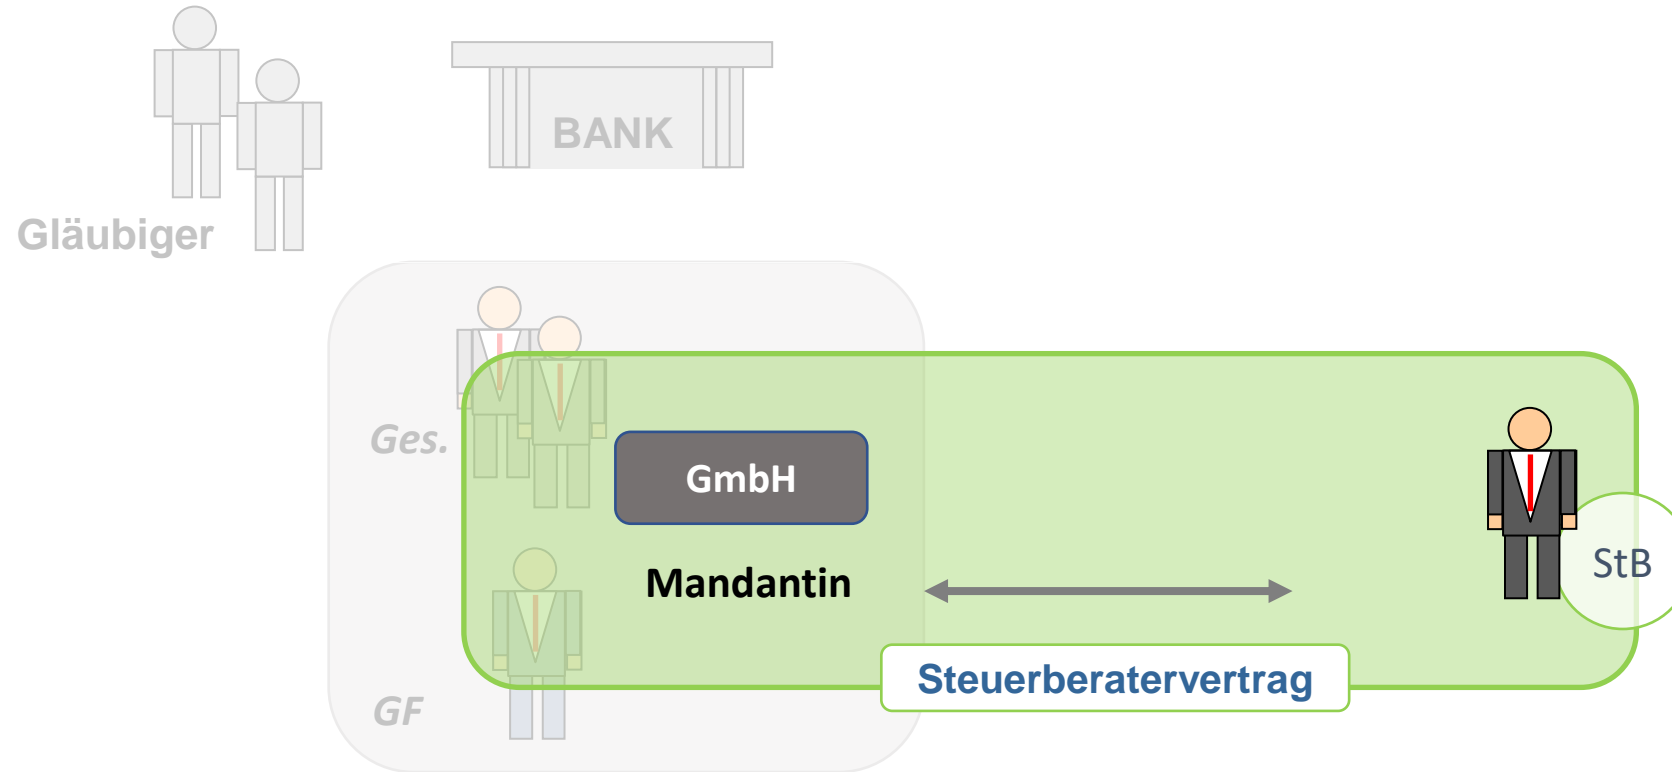 BANK
Gläubiger
Ges.
GmbH
StB
Mandantin
Steuerberatervertrag
GF